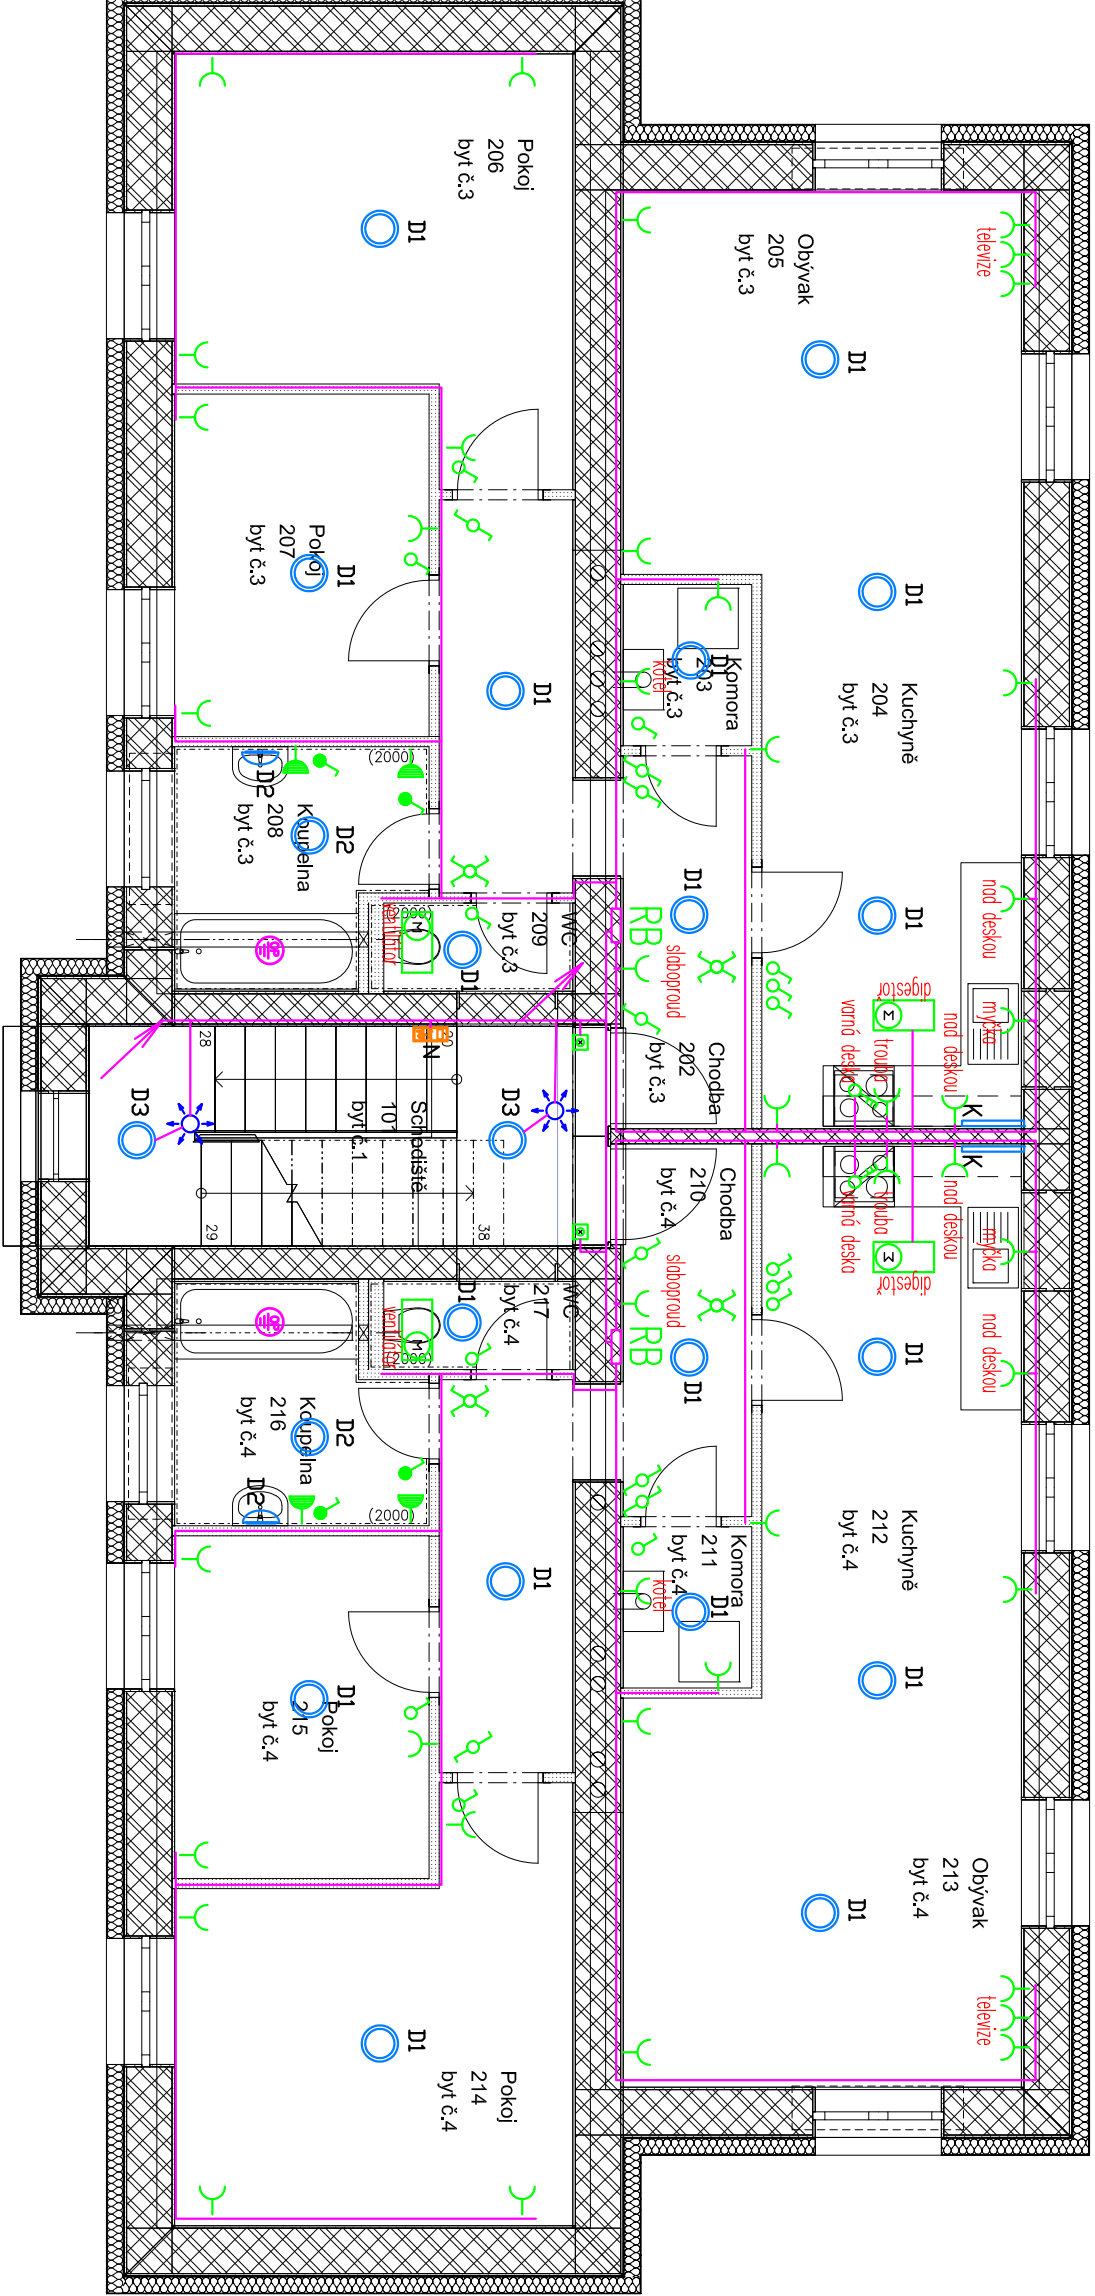 Pokoj
206
byt č.3
D1
Obývak
205
byt č.3
televize
D1
D1
Pokoj
207
byt č.3
D1
D1
Komora
203
byt č.3
D1
kotel
Kuchyně
204
byt č.3
D1
nad deskou
Koupelna
208
byt č.3
D2
D2
(2000)
WC
209
byt č.3
D1
ventilátor
M
OP
RB
slaboproud
D1
Chodba
202
byt č.3
digestoř
M
myčka
nad deskou
trouba
varná deska
K
28
N
D3
D3
Schodiště
101
byt č.1
29
38
K
Chodba
210
byt č.4
nad deskou
trouba
varná deska
myčka
digestoř
M
nad deskou
slaboproud
RB
D1
D1
WC
217
byt č.4
D1
ventilátor
M
OP
Koupelna
216
byt č.4
D2
D2
(2000)
Komora
211
byt č.4
D1
kotel
Kuchyně
212
byt č.4
D1
D1
Pokoj
215
byt č.4
D1
Obývak
213
byt č.4
D1
televize
Pokoj
214
byt č.4
D1